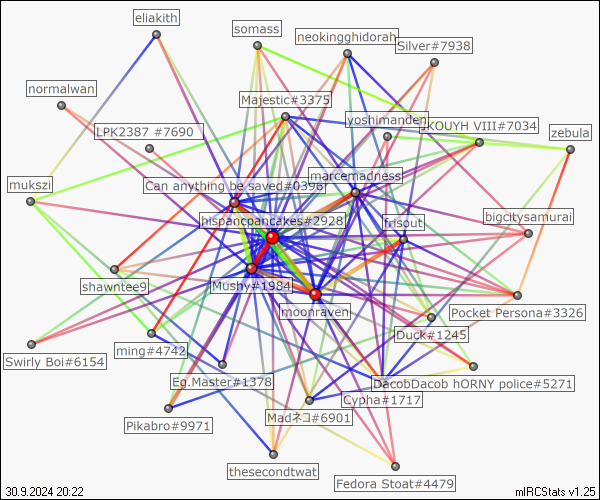 eliakith
somass
neokingghidorah
Silver#7938
normalwan
Majestic#3375
yoshimanden
JKOUYH VIII#7034
zebula
LPK2387 #7690
marcemadness
mukszi
Can anything be saved#0396
hispancpancakes#2928
frisout
bigcitysamurai
shawntee9
Mushy#1984
moonraven
Pocket Persona#3326
Duck#1245
ming#4742
Swirly Boi#6154
Eg.Master#1378
DacobDacob hORNY police#5271
Cypha#1717
Pikabro#9971
Madネコ#6901
thesecondtwat
Fedora Stoat#4479
30.9.2024 20:22
mIRCStats v1.25